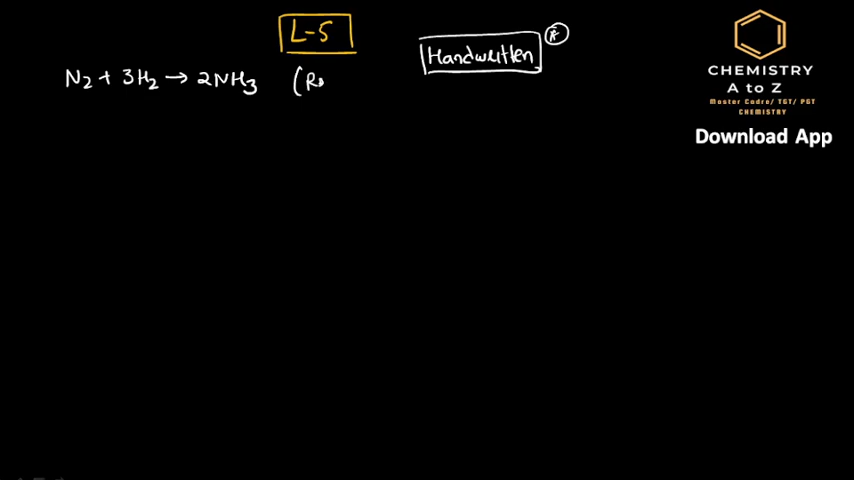 L-5
Handwritten
N2 + 3H2 → 2NH3 (R
CHEMISTRY
A to Z
Master Cadre/ TGT/ PGT
CHEMISTRY
Download App